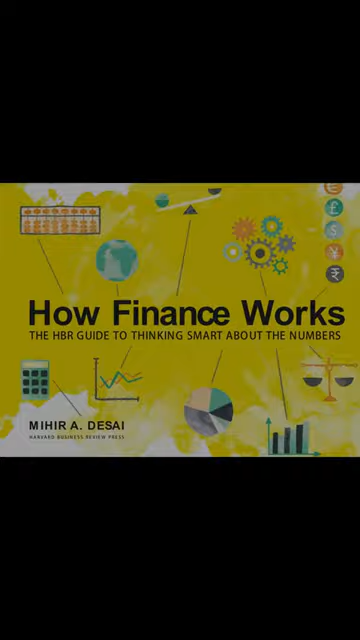 How Finance Works
THE HBR GUIDE TO THINKING SMART ABOUT THE NUMBERS
MIHIR A. DESAI
HARVARD BUSINESS REVIEW PRESS
€
£
$
¥
₹